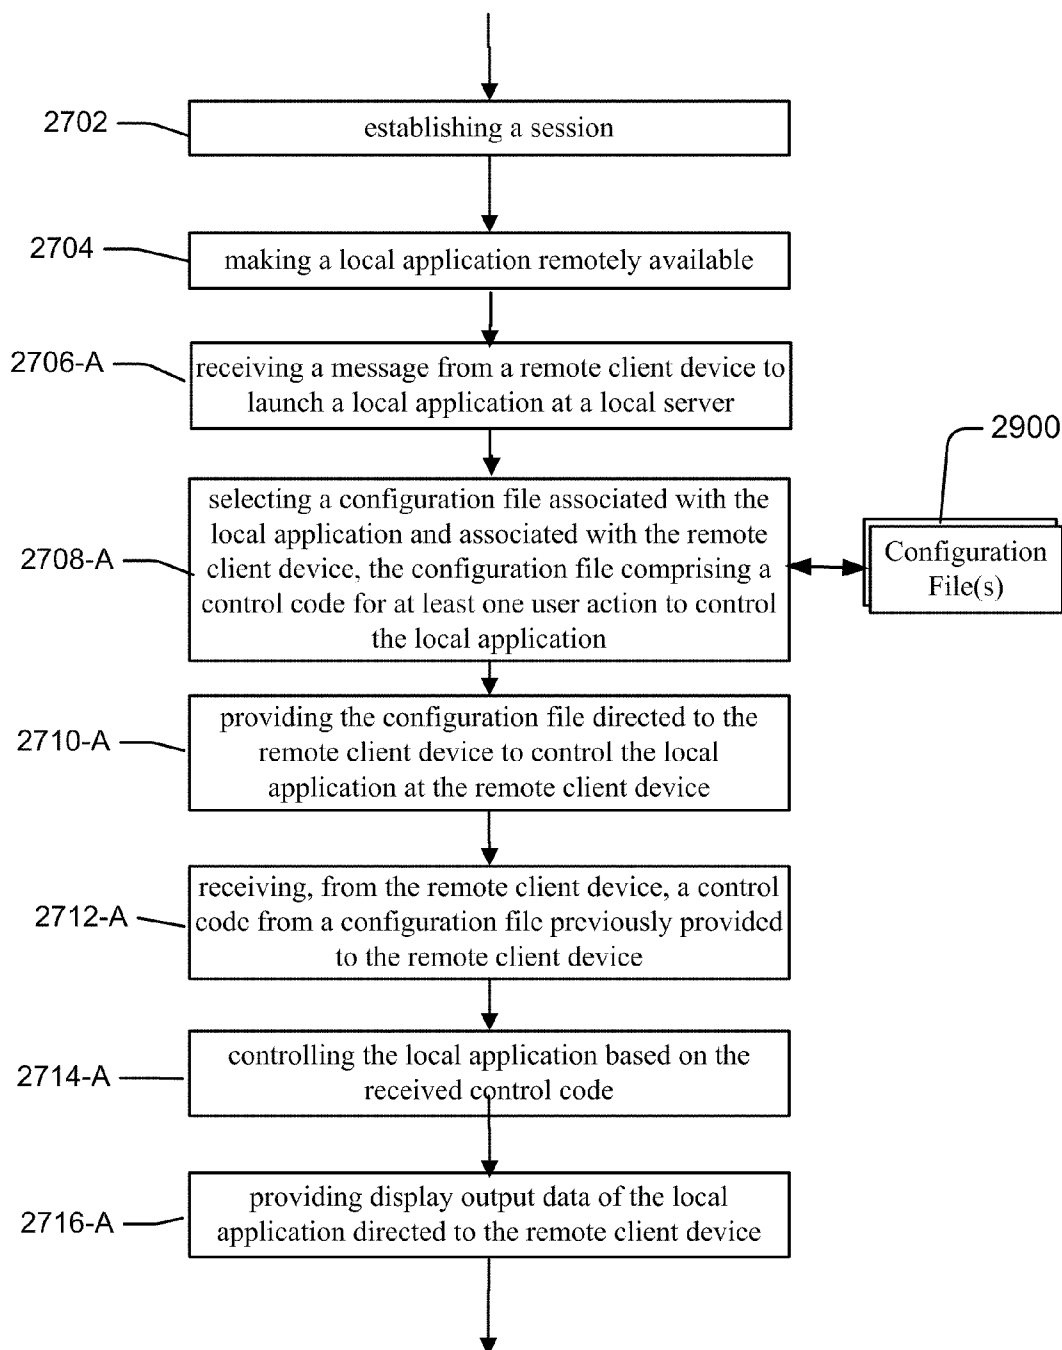 2702
establishing a session
2704
making a local application remotely available
2706-A
receiving a message from a remote client device to
launch a local application at a local server
2900
2708-A
selecting a configuration file associated with the
local application and associated with the remote
client device, the configuration file comprising a
control code for at least one user action to control
the local application
Configuration
File(s)
2710-A
providing the configuration file directed to the
remote client device to control the local
application at the remote client device
2712-A
receiving, from the remote client device, a control
code from a configuration file previously provided
to the remote client device
2714-A
controlling the local application based on the
received control code
2716-A
providing display output data of the local
application directed to the remote client device